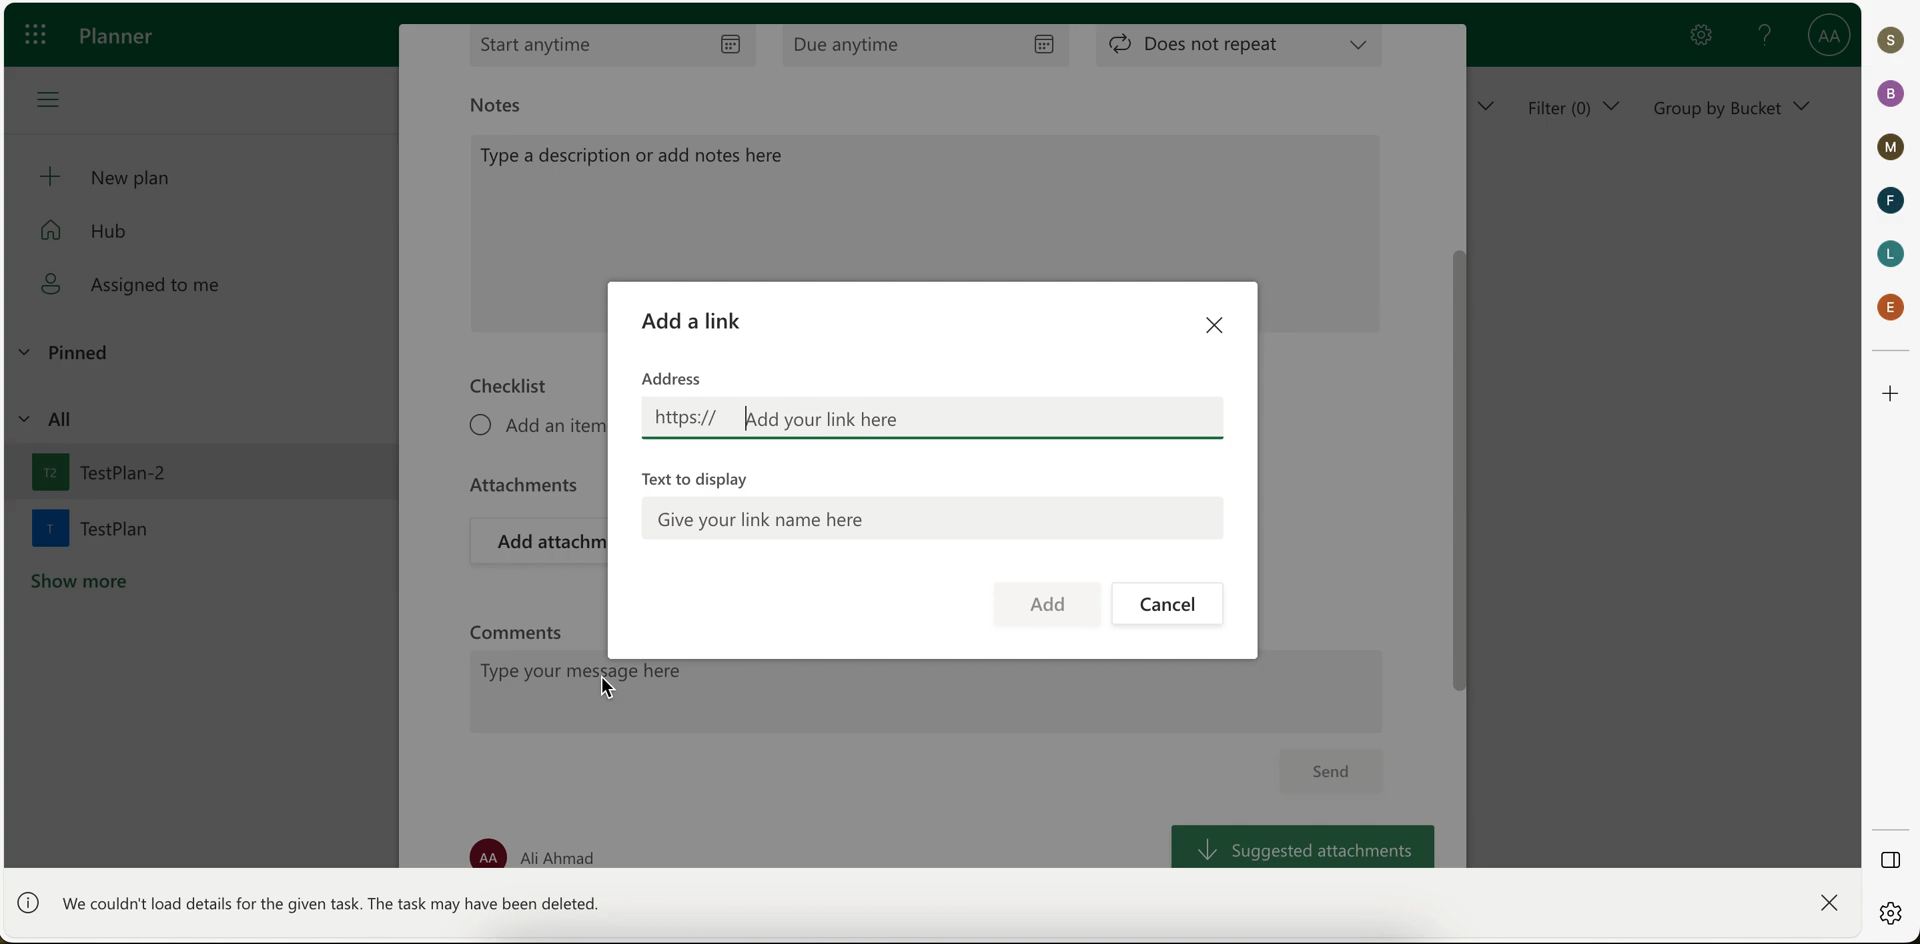 Planner
Start anytime
Due anytime
Does not repeat
AA
S
Notes
Filter (0)
Group by Bucket
B
Type a description or add notes here
M
New plan
F
Hub
L
Assigned to me
E
Add a link
Pinned
Address
Checklist
https:// Add your link here
All
Add an item
T2 TestPlan-2
Text to display
Attachments
T TestPlan
Give your link name here
Add attachm
Show more
Add
Cancel
Comments
Type your message here
Send
AA Ali Ahmad
Suggested attachments
We couldn't load details for the given task. The task may have been deleted.